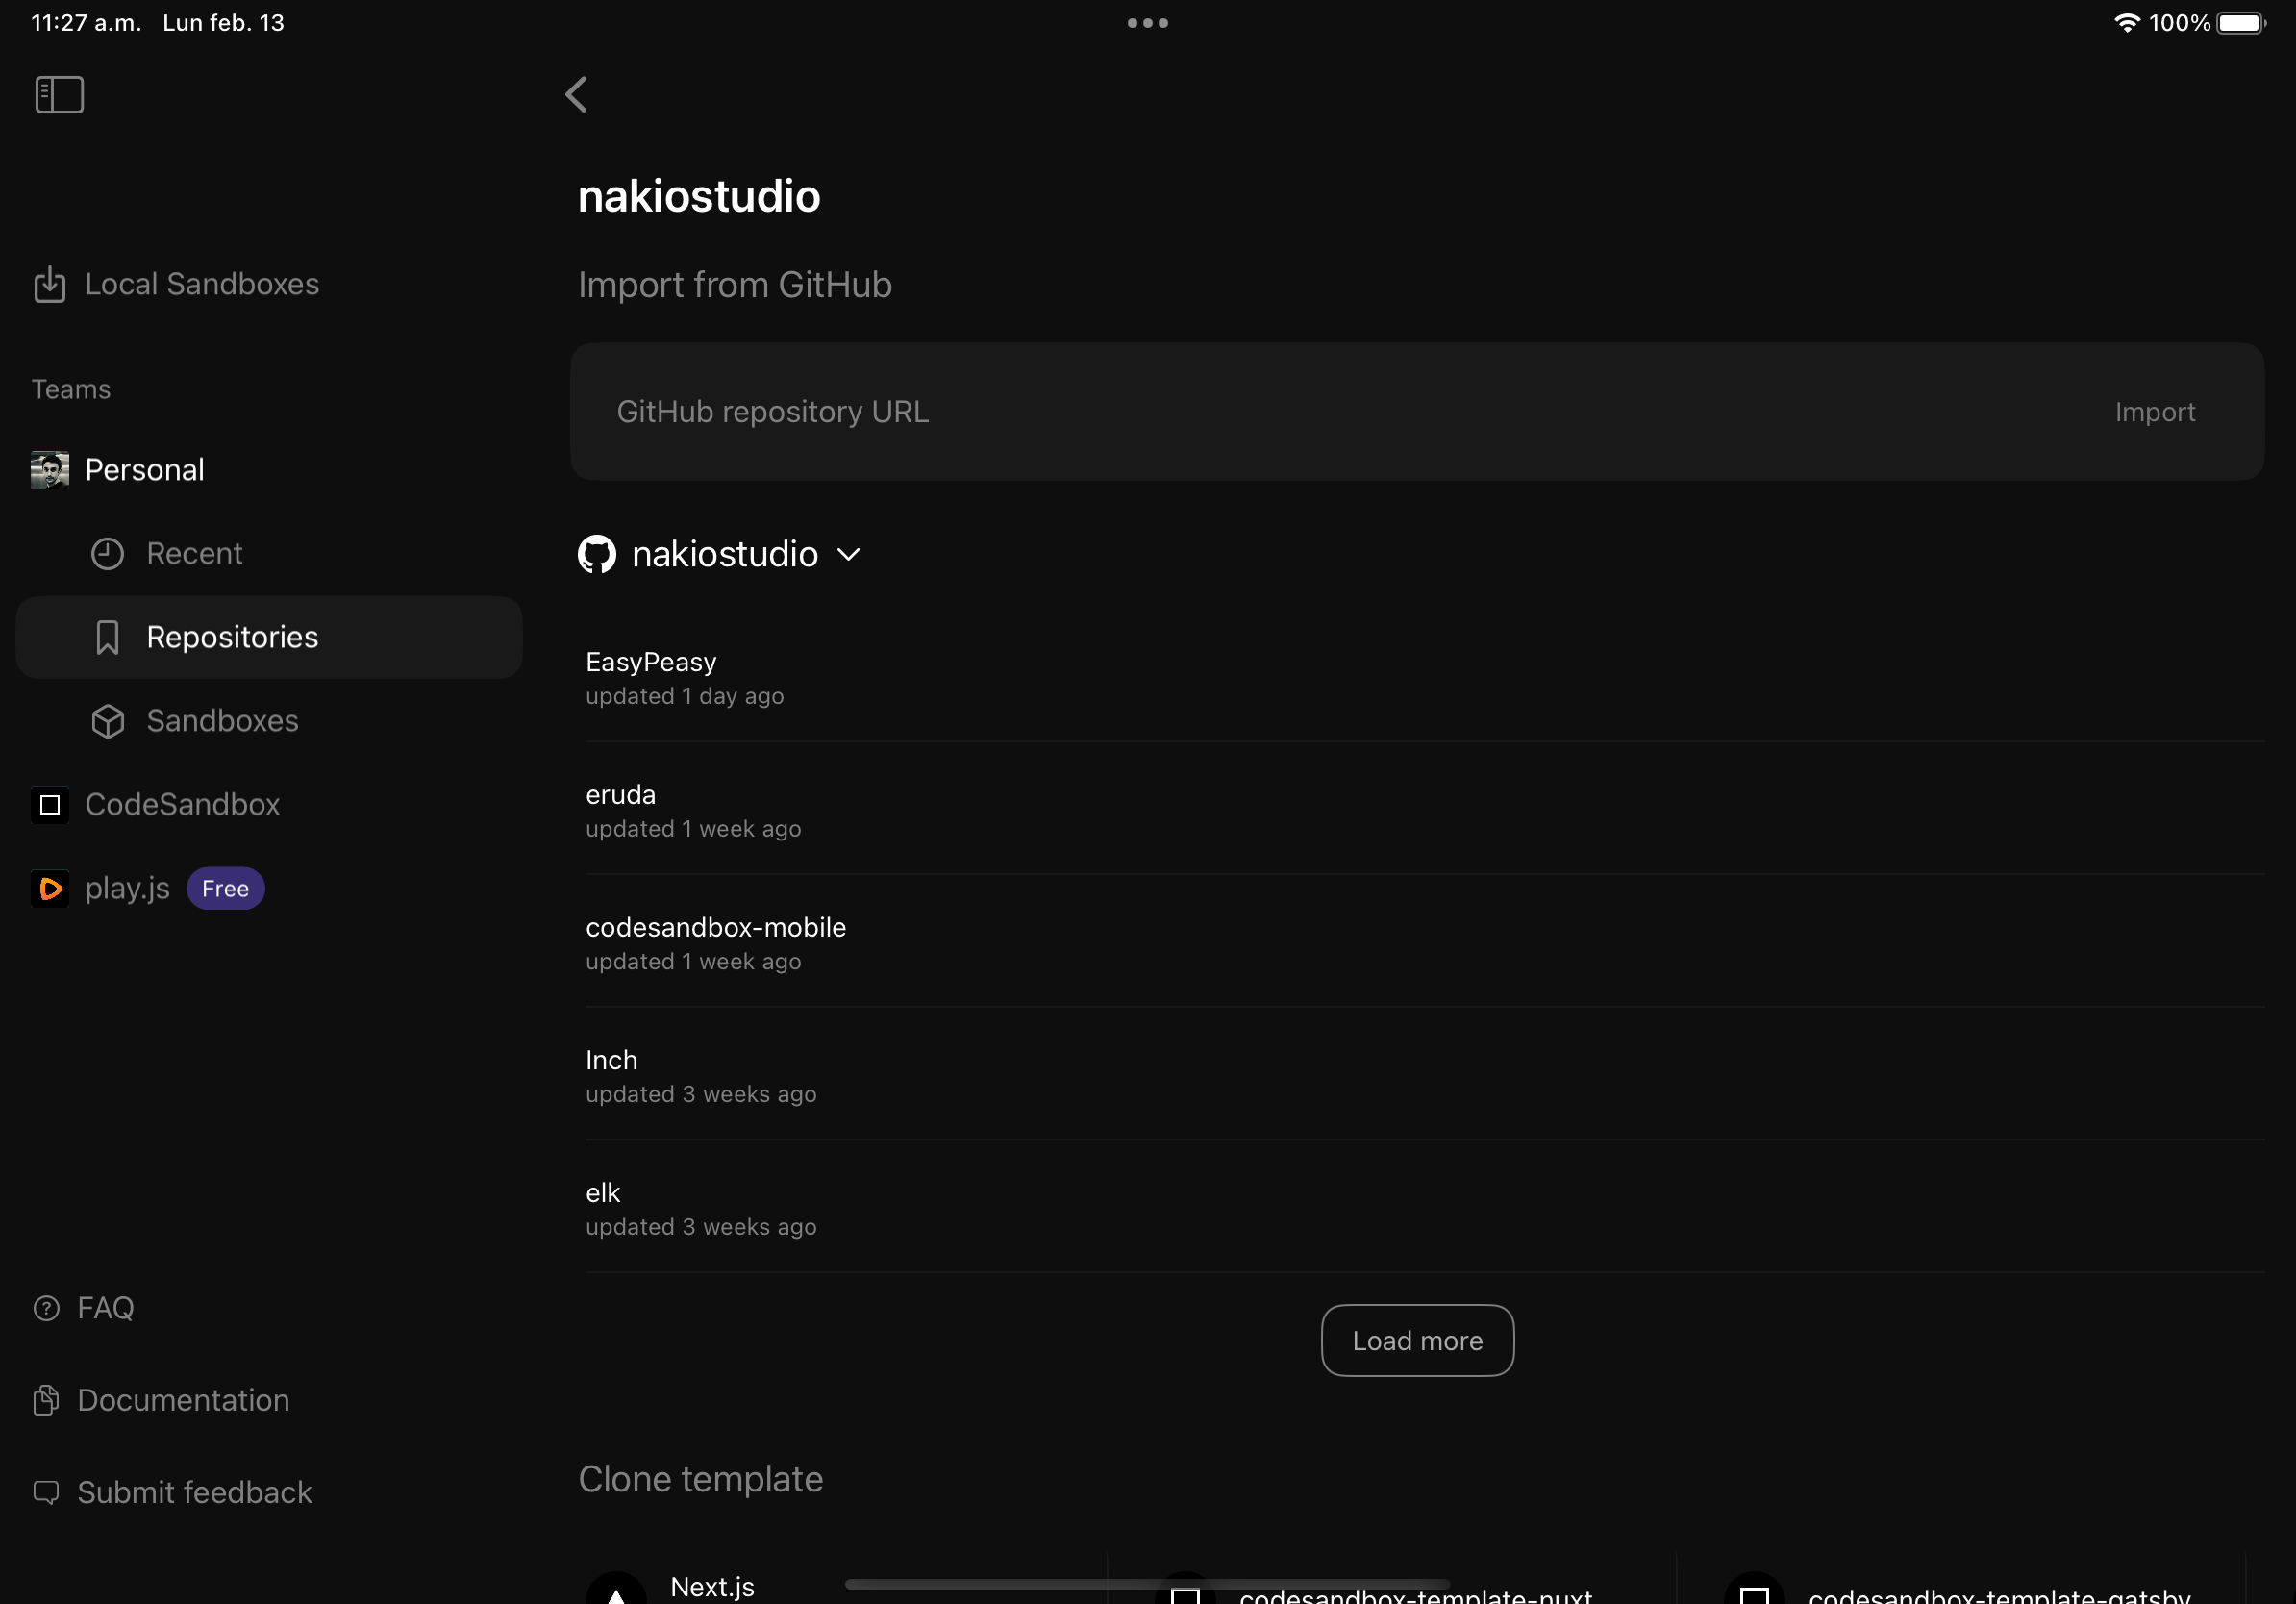 11:27 a.m. Lun feb. 13
100%
Local Sandboxes
Teams
Personal
Recent
Repositories
Sandboxes
CodeSandbox
play.js Free
FAQ
Documentation
Submit feedback
nakiostudio
Import from GitHub
GitHub repository URL Import
nakiostudio
EasyPeasy
updated 1 day ago
eruda
updated 1 week ago
codesandbox-mobile
updated 1 week ago
Inch
updated 3 weeks ago
elk
updated 3 weeks ago
Load more
Clone template
Next.js
codesandbox-template-nuxt
codesandbox-template-gatsby